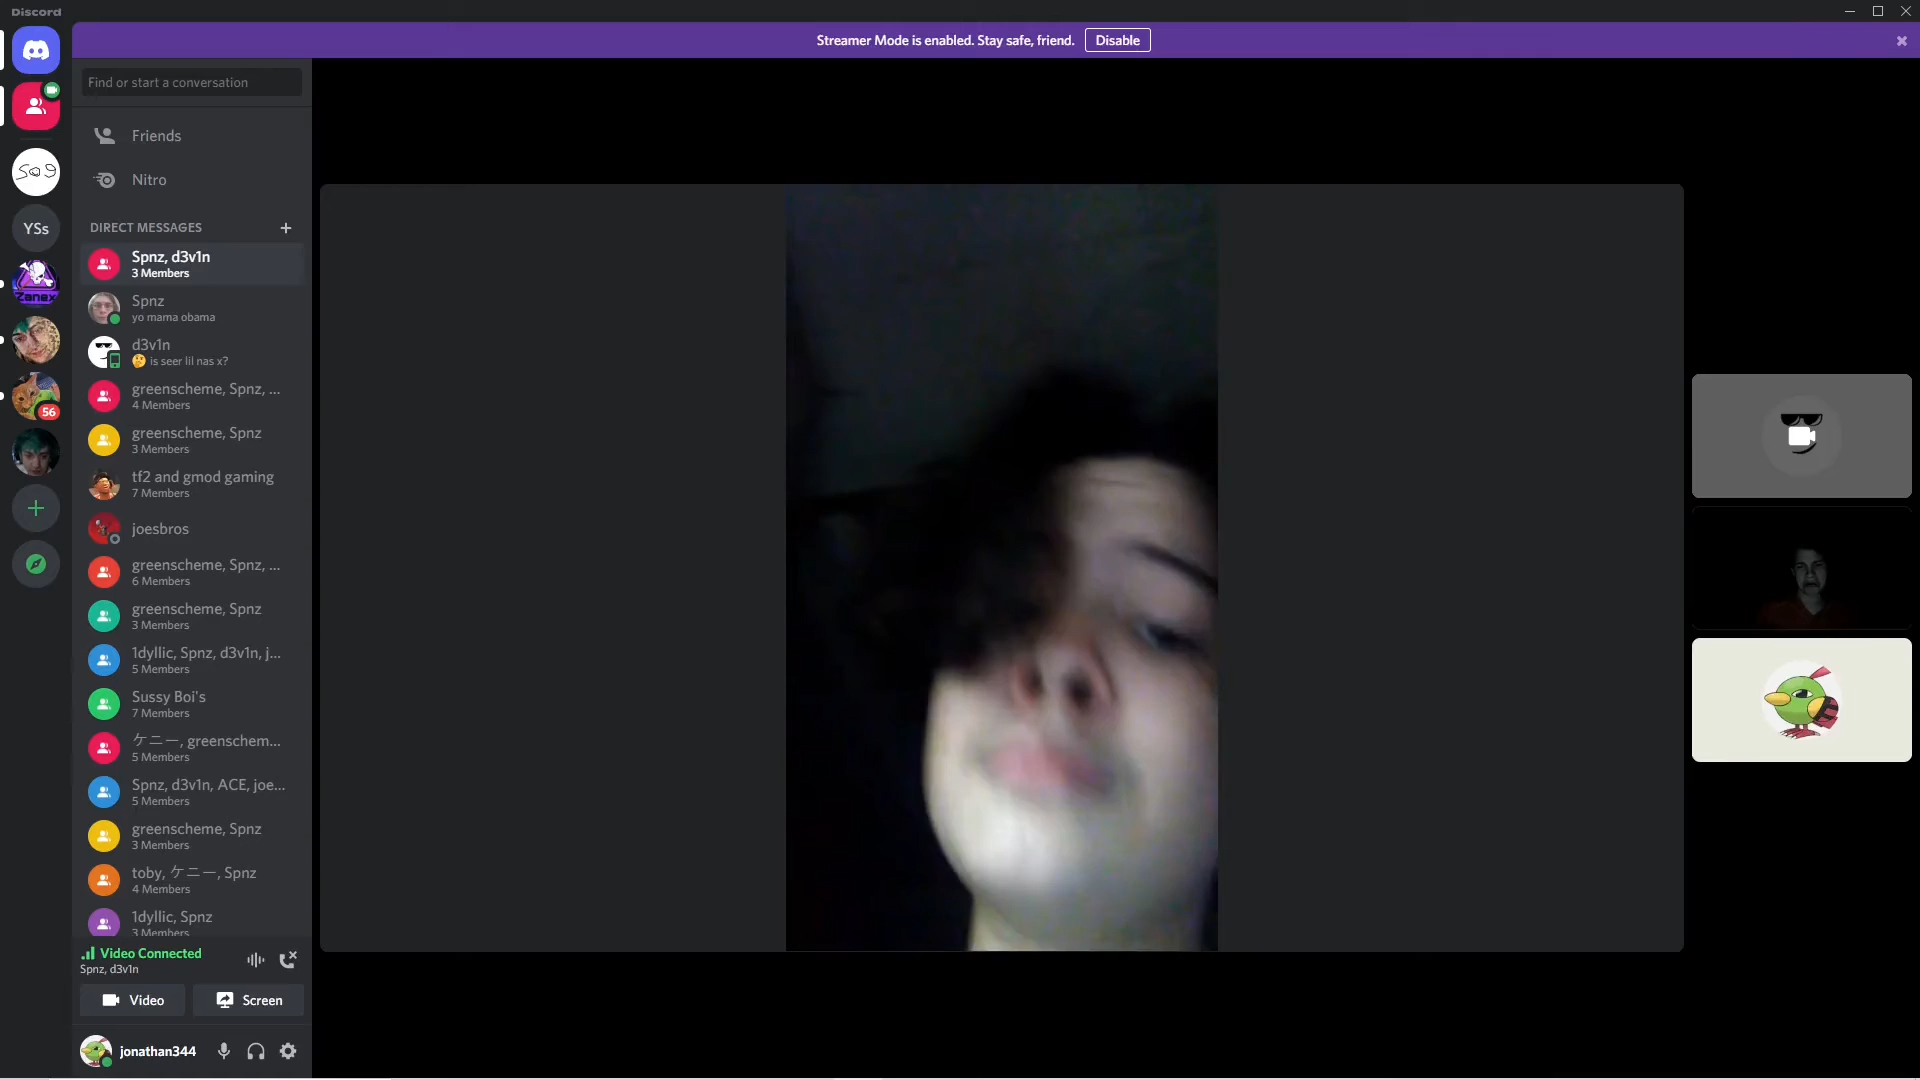 Discord
Streamer Mode is enabled. Stay safe, friend.
Disable
Find or start a conversation
Friends
Nitro
DIRECT MESSAGES
Spnz, d3v1n
3 Members
Spnz
yo mama obama
d3v1n
🤔 is seer lil nas x?
greenscheme, Spnz, ...
4 Members
greenscheme, Spnz
3 Members
tf2 and gmod gaming
7 Members
joesbros
greenscheme, Spnz, ...
6 Members
greenscheme, Spnz
3 Members
1dyllic, Spnz, d3v1n, j...
5 Members
Sussy Boi's
7 Members
ケニー, greenschem...
5 Members
Spnz, d3v1n, ACE, joe...
5 Members
greenscheme, Spnz
3 Members
toby, ケニー, Spnz
4 Members
1dyllic, Spnz
3 Members
Video Connected
Spnz, d3v1n
Video
Screen
jonathan344
YSs
Zanex
56